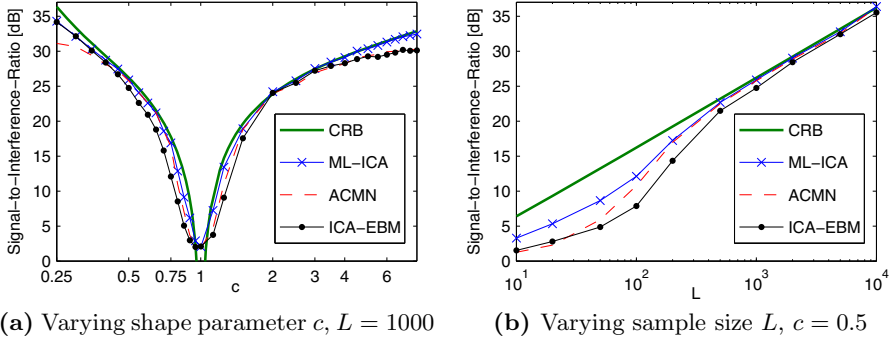 Signal−to−Interference−Ratio [dB]
35
30
25
20
15
10
5
0
0.25
0.5
0.75
1
2
3
4
6
c
CRB
ML−ICA
ACMN
ICA−EBM
(a) Varying shape parameter c, L = 1000
Signal−to−Interference−Ratio [dB]
35
30
25
20
15
10
5
0
10^1
10^2
10^3
10^4
L
CRB
ML−ICA
ACMN
ICA−EBM
(b) Varying sample size L, c = 0.5